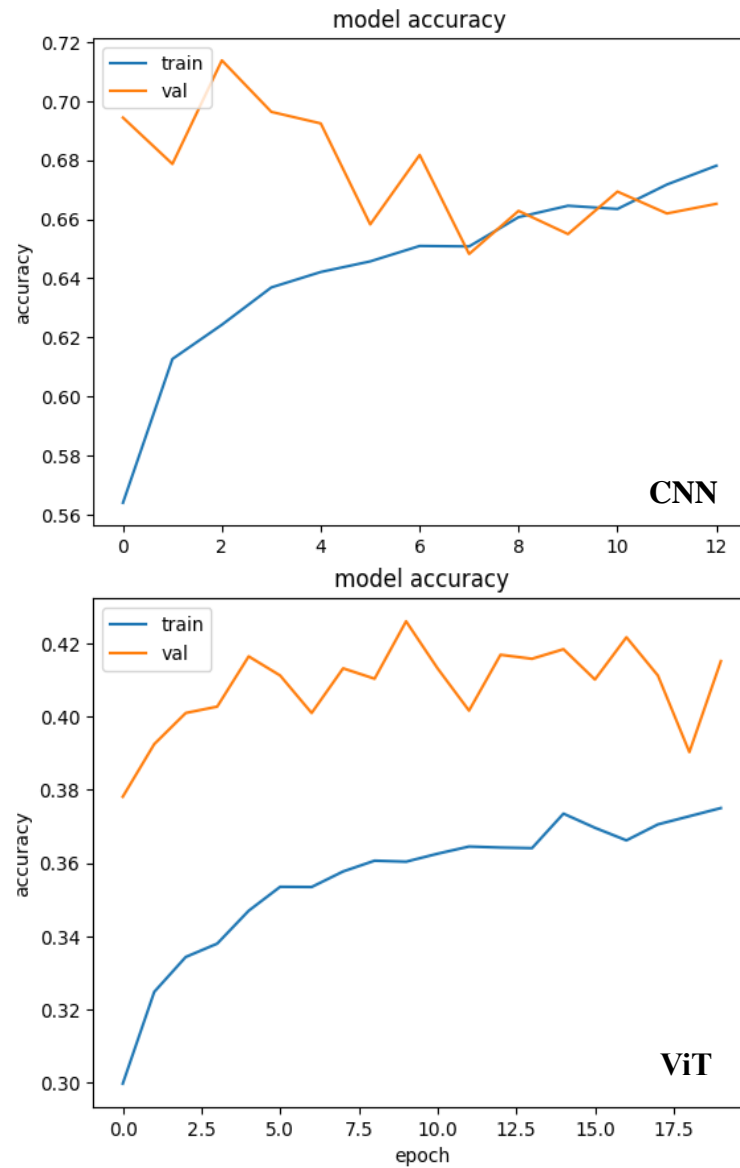 model accuracy
train
val
0.72
0.70
0.68
0.66
0.64
0.62
0.60
0.58
0.56
accuracy
CNN
0 2 4 6 8 10 12
model accuracy
train
val
0.42
0.40
0.38
0.36
0.34
0.32
0.30
accuracy
ViT
0.0 2.5 5.0 7.5 10.0 12.5 15.0 17.5
epoch